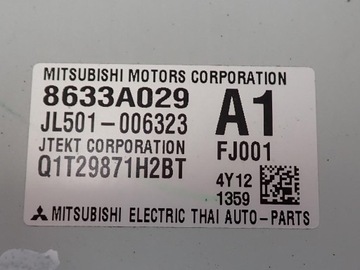 MITSUBISHI MOTORS CORPORATION
8633A029 A1
JL501-006323
JTEKT CORPORATION FJ001
Q1T29871H2BT 4Y12
1359
MITSUBISHI ELECTRIC THAI AUTO-PARTS